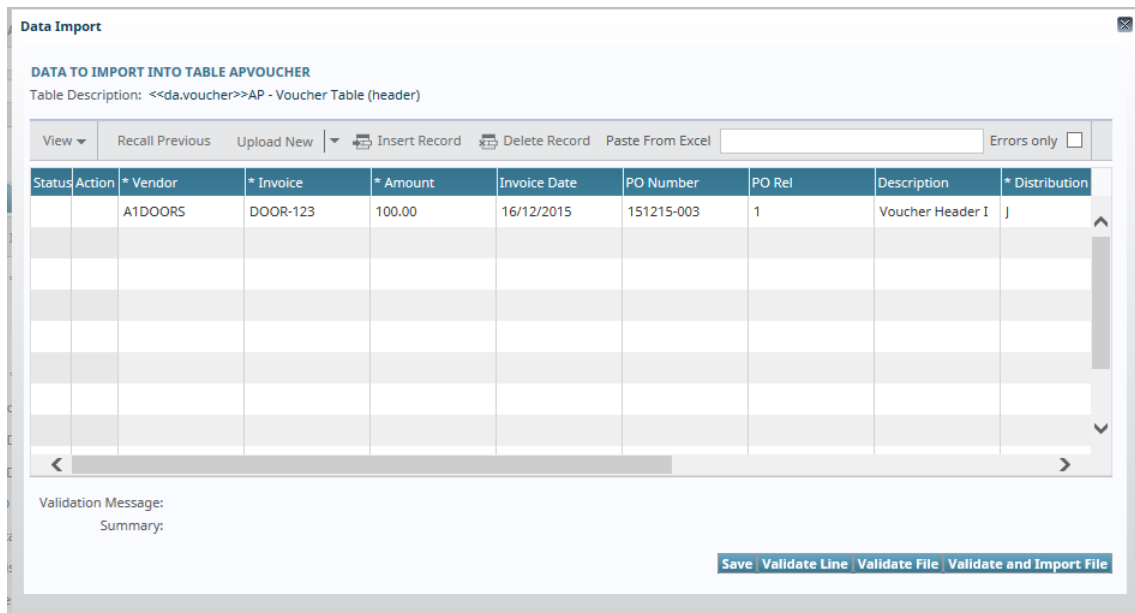 Data Import
DATA TO IMPORT INTO TABLE APVOUCHER
Table Description: <<da.voucher>>AP - Voucher Table (header)
View Recall Previous Upload New Insert Record Delete Record Paste From Excel Errors only
Status Action * Vendor * Invoice * Amount Invoice Date PO Number PO Rel Description * Distribution
A1DOORS DOOR-123 100.00 16/12/2015 151215-003 1 Voucher Header I J
Validation Message:
Summary:
Save Validate Line Validate File Validate and Import File